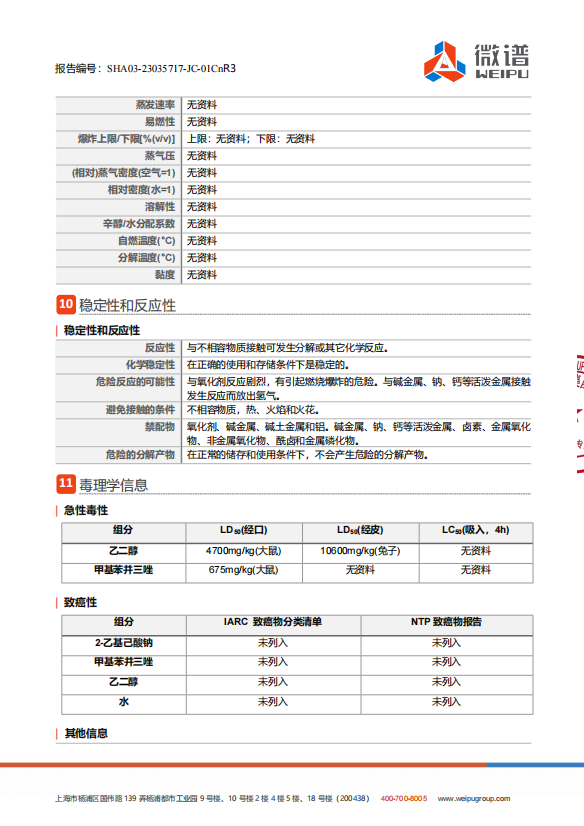 微谱
WEIPU
报告编号：SHA03-23035717-JC-01CnR3
蒸发速率 无资料
易燃性 无资料
爆炸上限/下限[%(v/v)] 上限：无资料；下限：无资料
蒸气压 无资料
(相对)蒸气密度(空气=1) 无资料
相对密度(水=1) 无资料
溶解性 无资料
辛醇/水分配系数 无资料
自燃温度(°C) 无资料
分解温度(°C) 无资料
黏度 无资料
10 稳定性和反应性
稳定性和反应性
反应性 与不相容物质接触可发生分解或其它化学反应。
化学稳定性 在正确的使用和存储条件下是稳定的。
危险反应的可能性 与氧化剂反应剧烈，有引起燃烧爆炸的危险。与碱金属、钠、钙等活泼金属接触
发生反应而放出氢气。
避免接触的条件 不相容物质，热、火焰和火花。
禁配物 氧化剂、碱金属、碱土金属和铝。碱金属、钠、钙等活泼金属、卤素、金属氧化
物、非金属氧化物、酰卤和金属磷化物。
危险的分解产物 在正常的储存和使用条件下，不会产生危险的分解产物。
11 毒理学信息
急性毒性
组分 LD₅₀(经口) LD₅₀(经皮) LC₅₀(吸入，4h)
乙二醇 4700mg/kg(大鼠) 10600mg/kg(兔子) 无资料
甲基苯并三唑 675mg/kg(大鼠) 无资料 无资料
致癌性
组分 IARC 致癌物分类清单 NTP 致癌物报告
2-乙基己酸钠 未列入 未列入
甲基苯并三唑 未列入 未列入
乙二醇 未列入 未列入
水 未列入 未列入
其他信息
上海市杨浦区国伟路 139 弄杨浦都市工业园 9 号楼、10 号楼 2 楼 4 楼 5 楼、18 号楼（200438） 400-700-8005 www.weipugroup.com